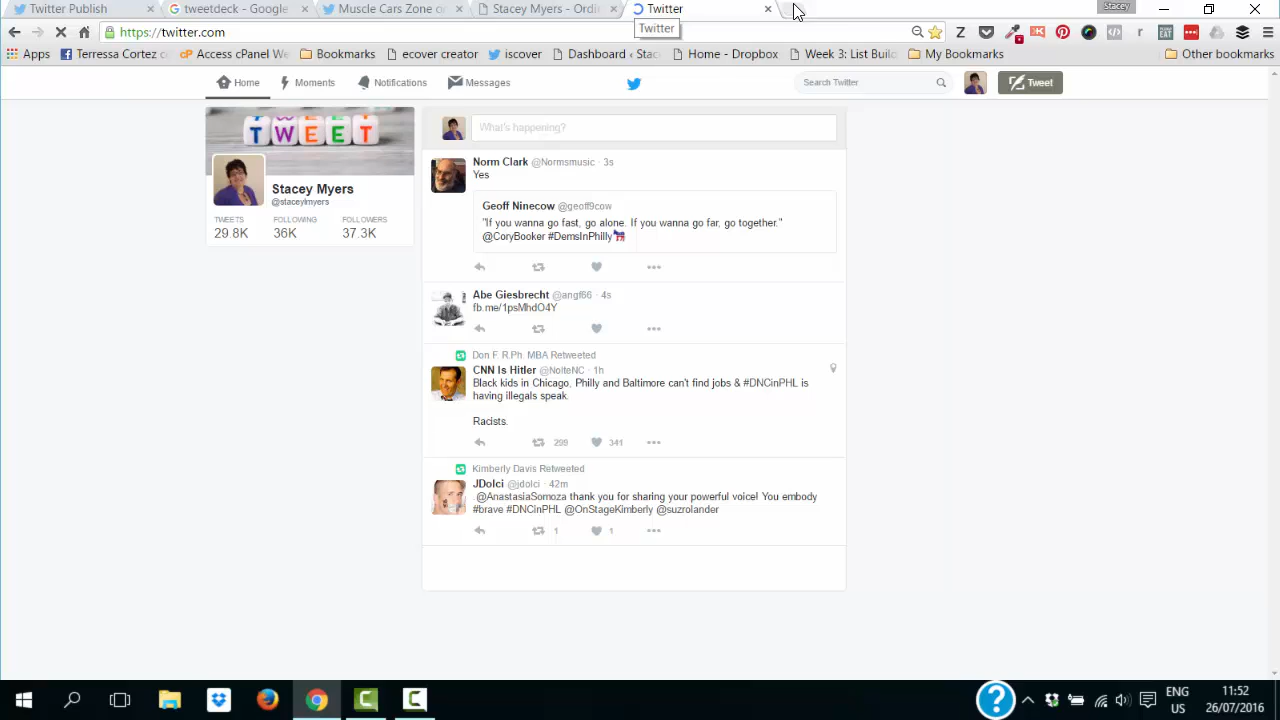 Twitter Publish
tweetdeck - Google
Muscle Cars Zone on
Stacey Myers - Ordi
Twitter
Stacey
Twitter
https://twitter.com
Apps
Teressa Cortez cu
cPanel We
Bookmarks
ecover creato
iscover
Dashboard ‹ Stac
Home - Dropbox
Week 3: List Buil
My Bookmarks
Other bookmarks
Home
Moments
Notifications
Messages
Search Twitter
Tweet
TWEET
Stacey Myers
@staceylmyers
TWEETS FOLLOWING FOLLOWERS
29.8K 36K 37.3K
What's happening?
Norm Clark @Normsmusic · 3s
Yes
Geoff Ninecow @geoff9cow
"If you wanna go fast, go alone. If you wanna go far, go together."
@CoryBooker #DemsInPhilly
Abe Giesbrecht @angf66 · 4s
fb.me/1psMhdO4Y
Don F. R.Ph. MBA Retweeted
CNN Is Hitler @NolteNC · 1h
Black kids in Chicago, Philly and Baltimore can't find jobs & #DNCinPHL is
having illegals speak.
Racists.
299 341
Kimberly Davis Retweeted
JDolci @jdolci · 42m
.@AnastasiaSomoza thank you for sharing your powerful voice! You embody
#brave #DNCinPHL @OnStageKimberly @suzrolander
1 1
ENG
US
11:52
26/07/2016